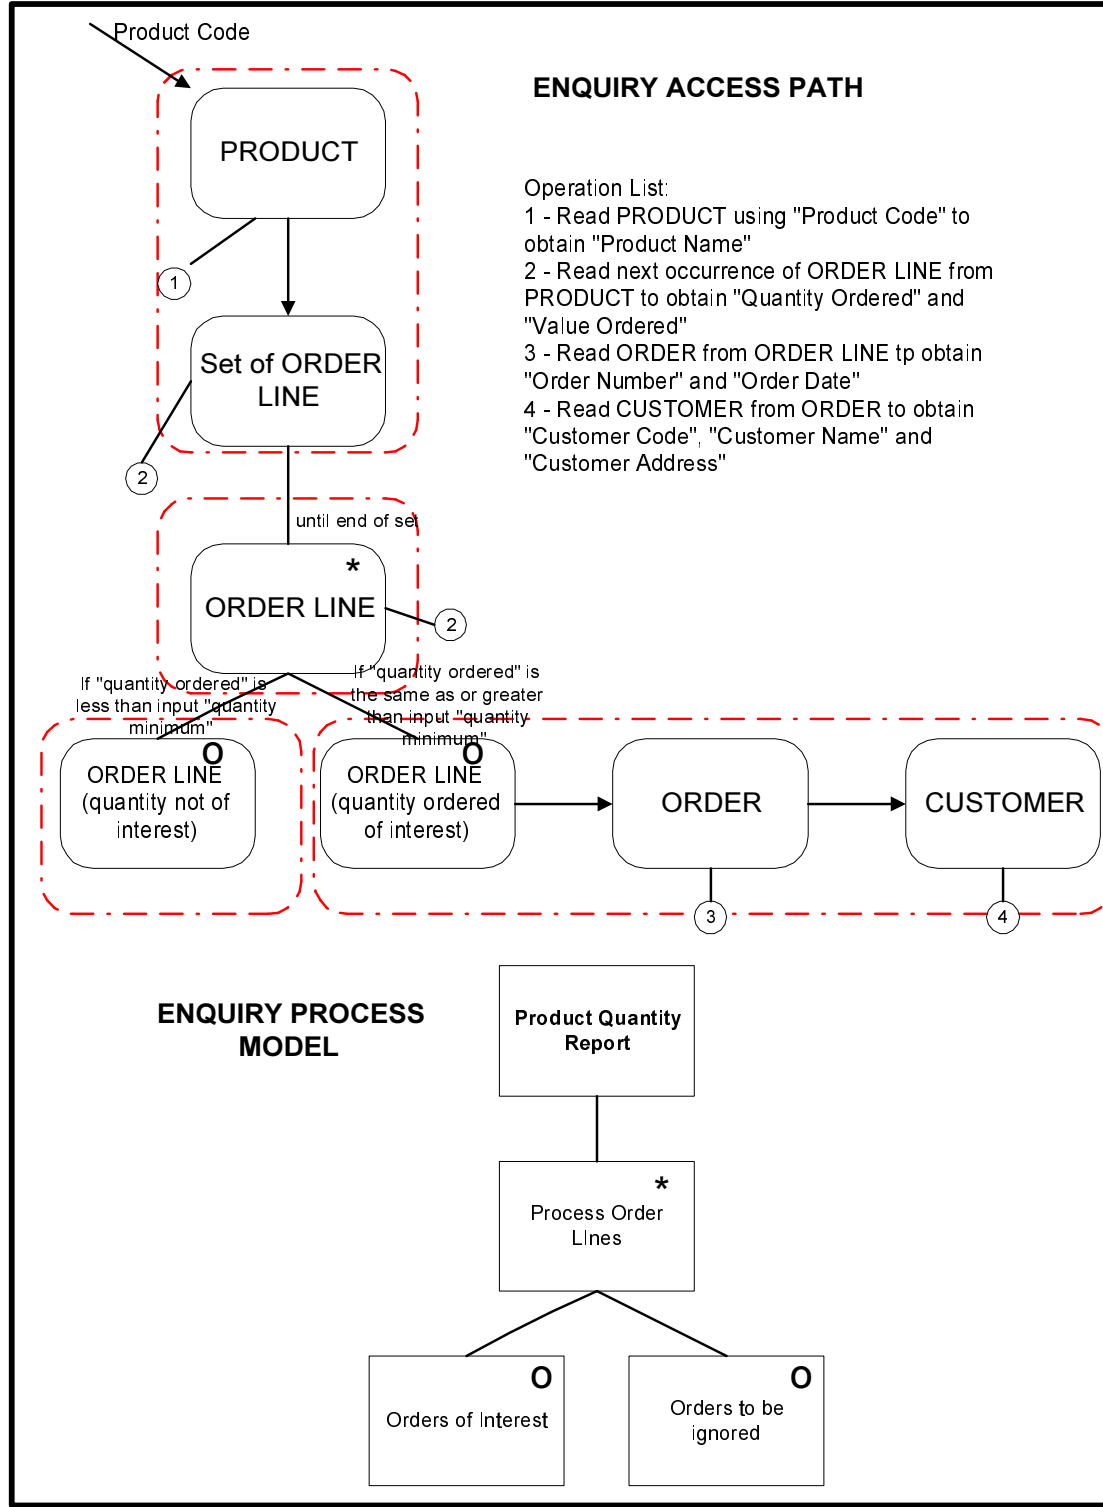 Product Code
ENQUIRY ACCESS PATH
PRODUCT
Operation List:
1 - Read PRODUCT using "Product Code" to
obtain "Product Name"
2 - Read next occurrence of ORDER LINE from
PRODUCT to obtain "Quantity Ordered" and
"Value Ordered"
3 - Read ORDER from ORDER LINE tp obtain
"Order Number" and "Order Date"
4 - Read CUSTOMER from ORDER to obtain
"Customer Code", "Customer Name" and
"Customer Address"
1
Set of ORDER
LINE
2
until end of set
*
ORDER LINE
2
If "quantity ordered" is
less than input "quantity
minimum"
If "quantity ordered" is
the same as or greater
than input "quantity
minimum"
O
ORDER LINE
(quantity not of
interest)
O
ORDER LINE
(quantity ordered
of interest)
ORDER
CUSTOMER
3
4
ENQUIRY PROCESS
MODEL
Product Quantity
Report
*
Process Order
LInes
O
Orders of Interest
O
Orders to be
ignored